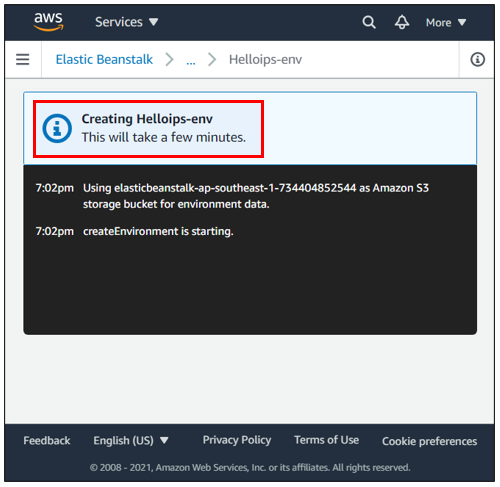 aws
Services
More
Elastic Beanstalk
...
Helloips-env
Creating Helloips-env
This will take a few minutes.
7:02pm Using elasticbeanstalk-ap-southeast-1-734404852544 as Amazon S3
storage bucket for environment data.
7:02pm createEnvironment is starting.
Feedback English (US) Privacy Policy Terms of Use Cookie preferences
© 2008 - 2021, Amazon Web Services, Inc. or its affiliates. All rights reserved.